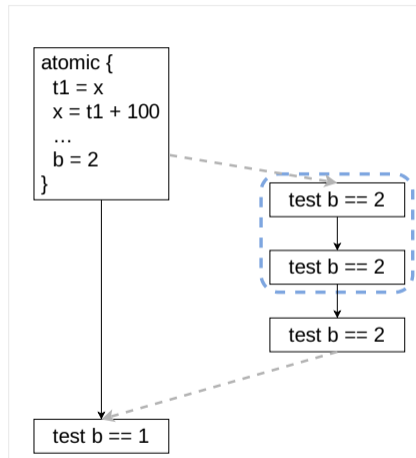 atomic {
t1 = x
x = t1 + 100
...
b = 2
}
test b == 2
test b == 2
test b == 2
test b == 1